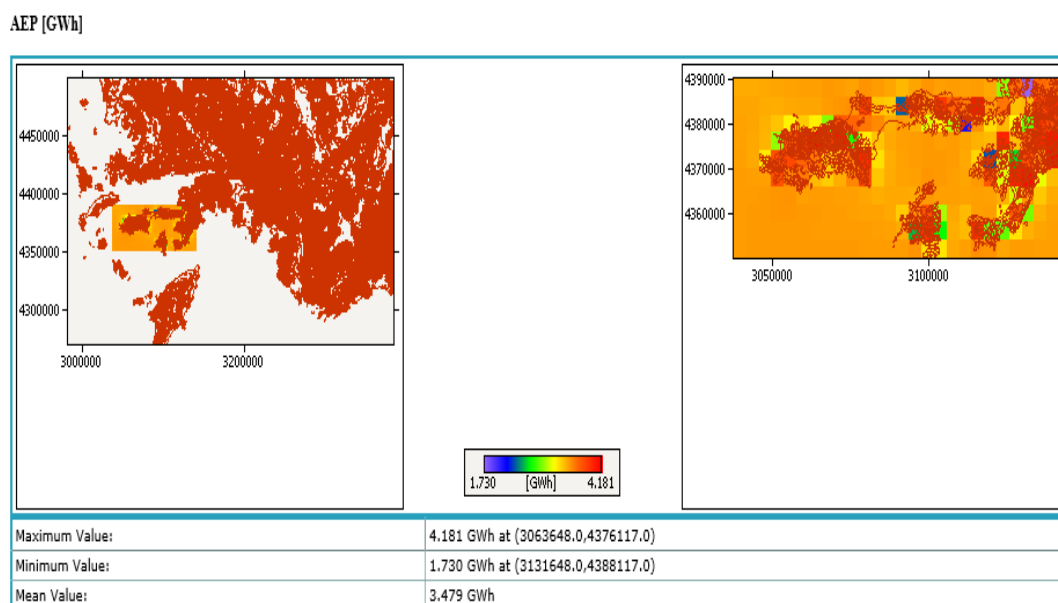 AEP [GWh]
4450000
4400000
4350000
4300000
3000000
3200000
4390000
4380000
4370000
4360000
3050000
3100000
1.730 [GWh] 4.181
Maximum Value: 4.181 GWh at (3063648.0,4376117.0)
Minimum Value: 1.730 GWh at (3131648.0,4388117.0)
Mean Value: 3.479 GWh